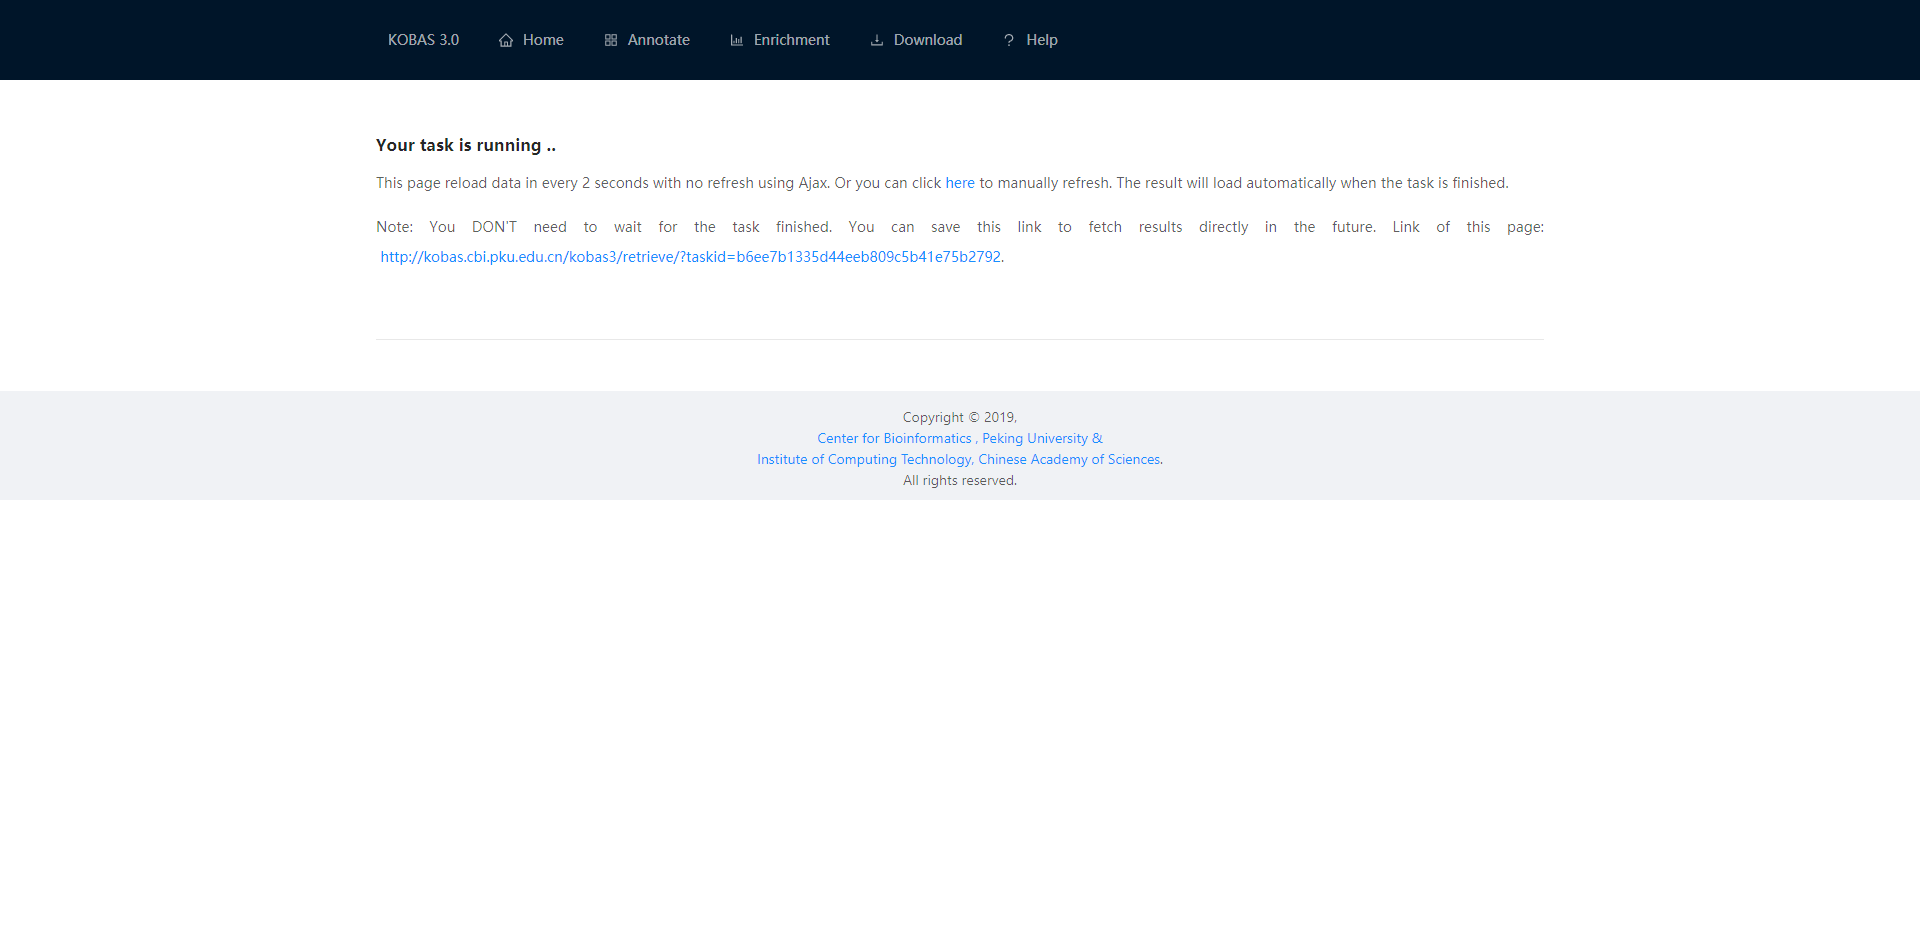 KOBAS 3.0 Home Annotate Enrichment Download Help
Your task is running ..
This page reload data in every 2 seconds with no refresh using Ajax. Or you can click here to manually refresh. The result will load automatically when the task is finished.
Note: You DON'T need to wait for the task finished. You can save this link to fetch results directly in the future. Link of this page:
http://kobas.cbi.pku.edu.cn/kobas3/retrieve/?taskid=b6ee7b1335d44eeb809c5b41e75b2792.
Copyright © 2019,
Center for Bioinformatics , Peking University &
Institute of Computing Technology, Chinese Academy of Sciences.
All rights reserved.